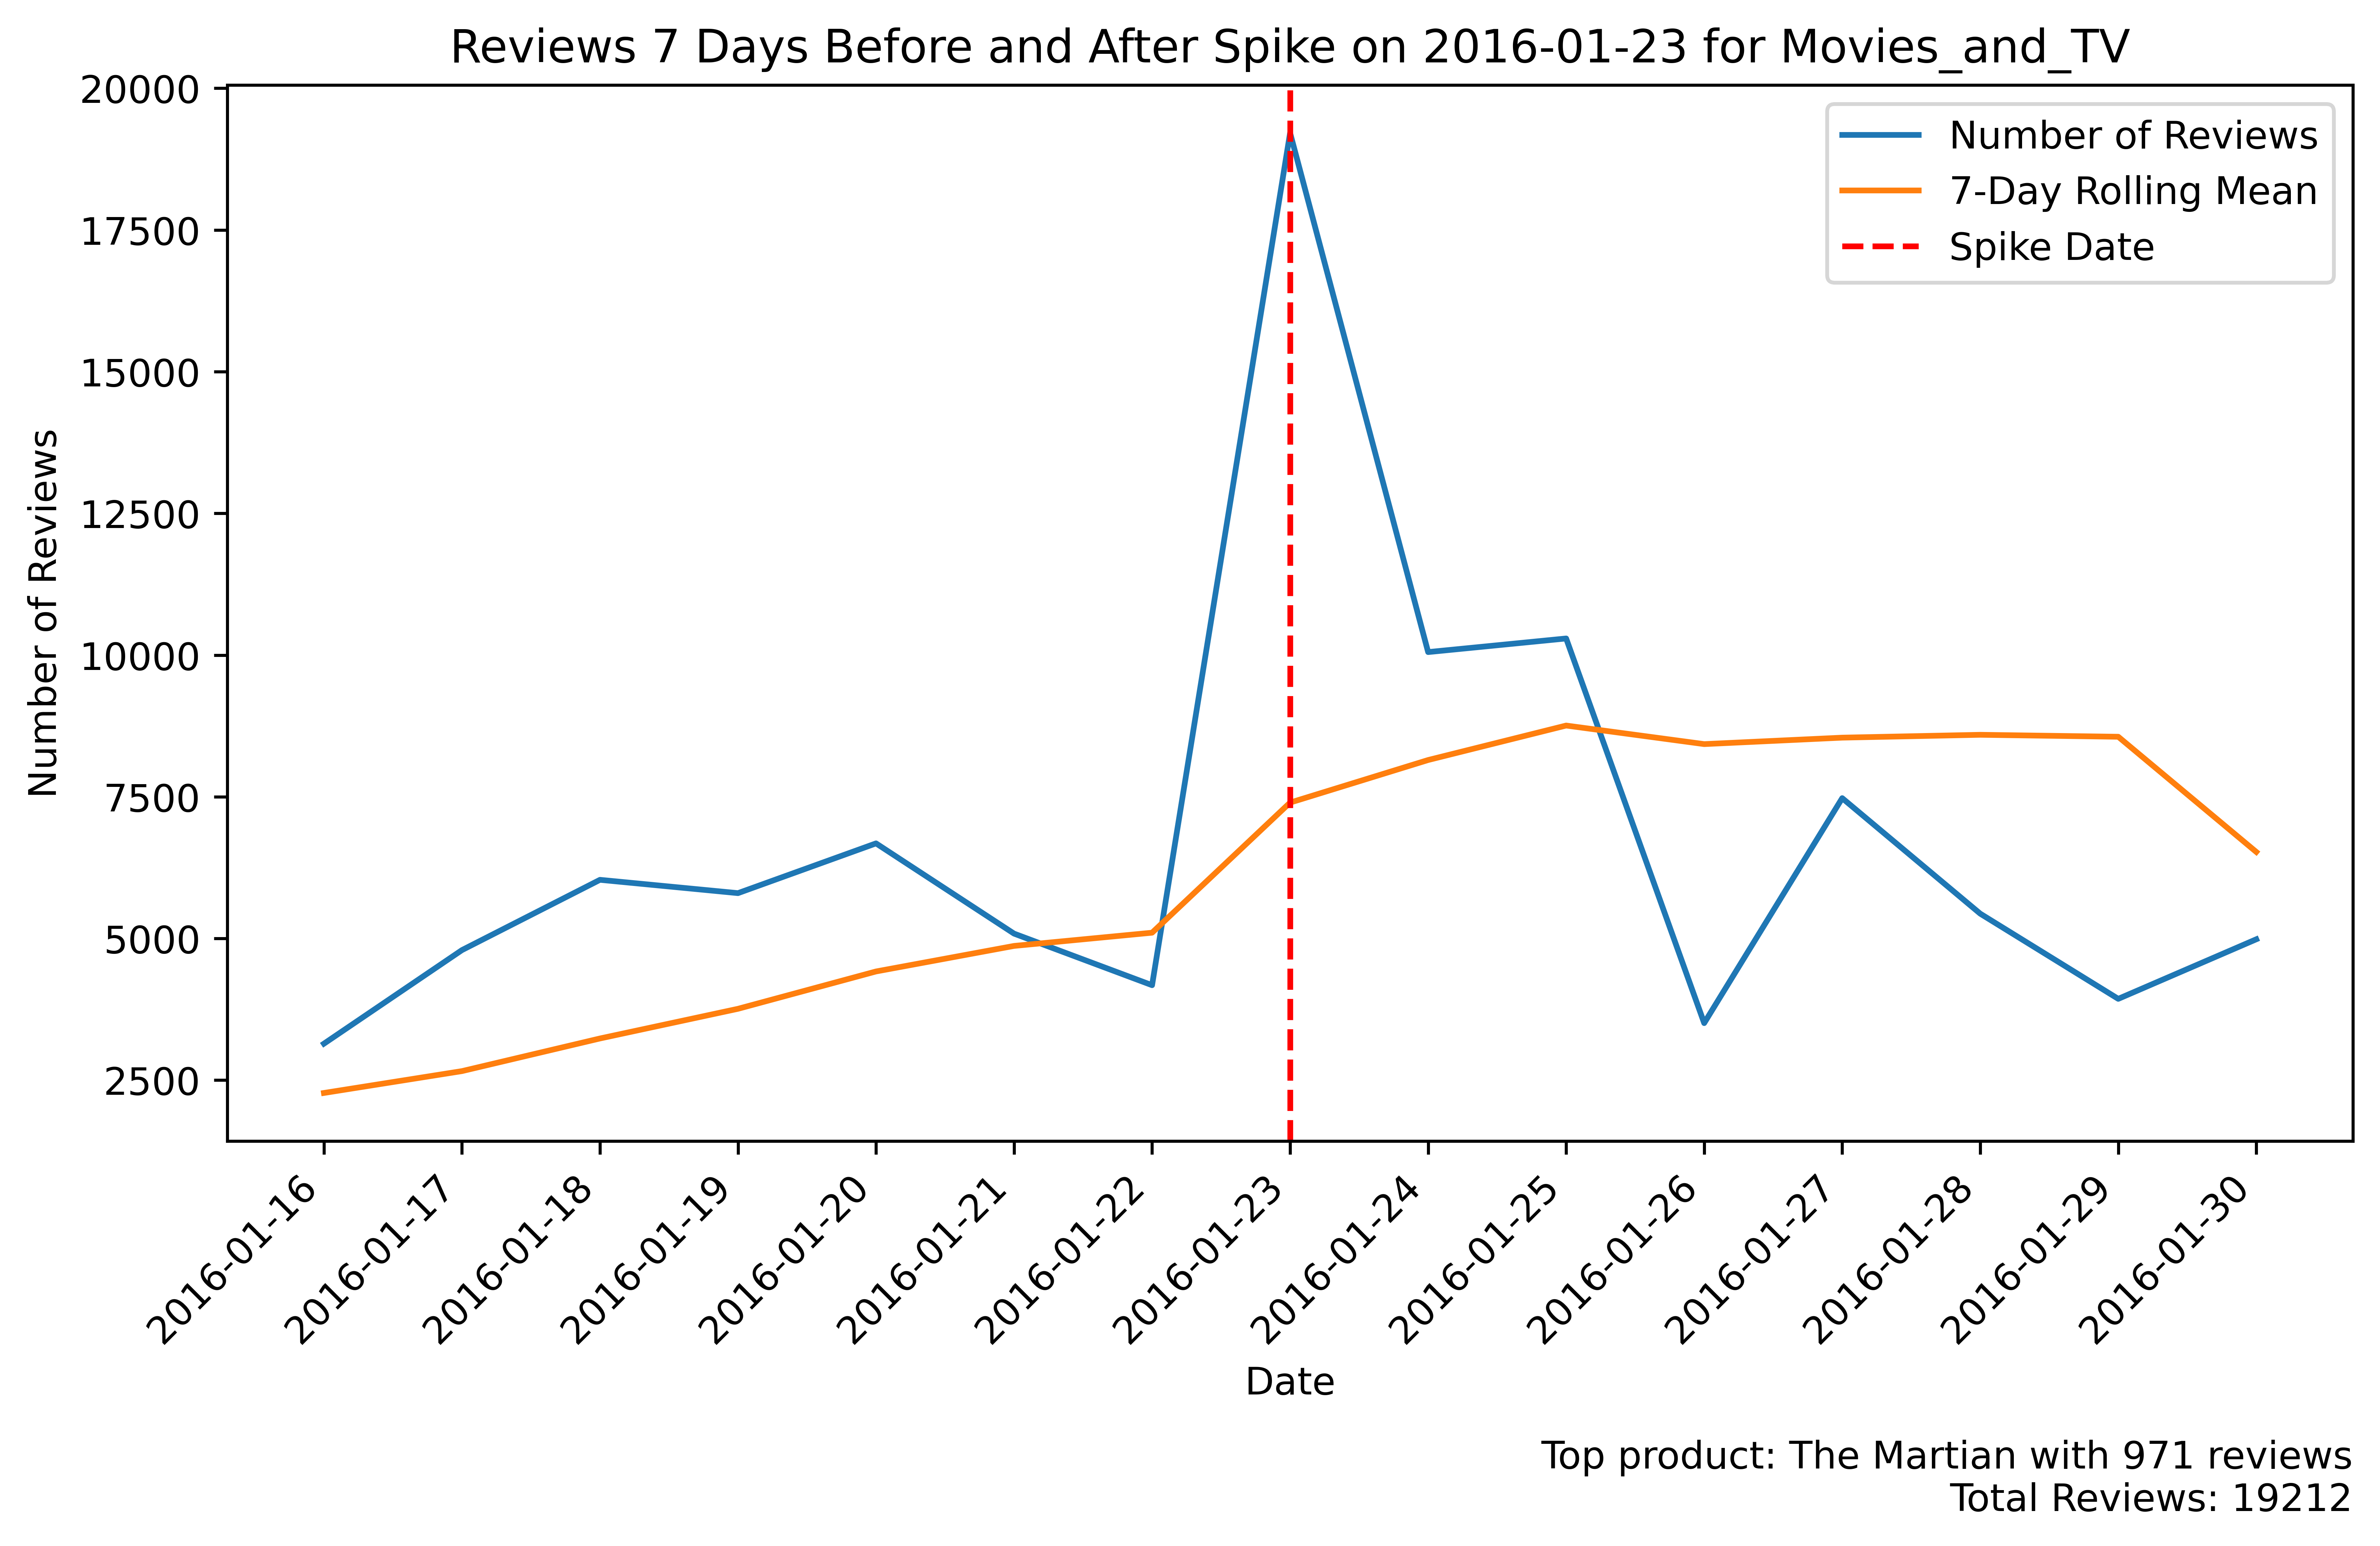 Reviews 7 Days Before and After Spike on 2016-01-23 for Movies_and_TV
Number of Reviews
7-Day Rolling Mean
Spike Date
Number of Reviews
20000
17500
15000
12500
10000
7500
5000
2500
2016-01-16
2016-01-17
2016-01-18
2016-01-19
2016-01-20
2016-01-21
2016-01-22
2016-01-23
2016-01-24
2016-01-25
2016-01-26
2016-01-27
2016-01-28
2016-01-29
2016-01-30
Date
Top product: The Martian with 971 reviews
Total Reviews: 19212